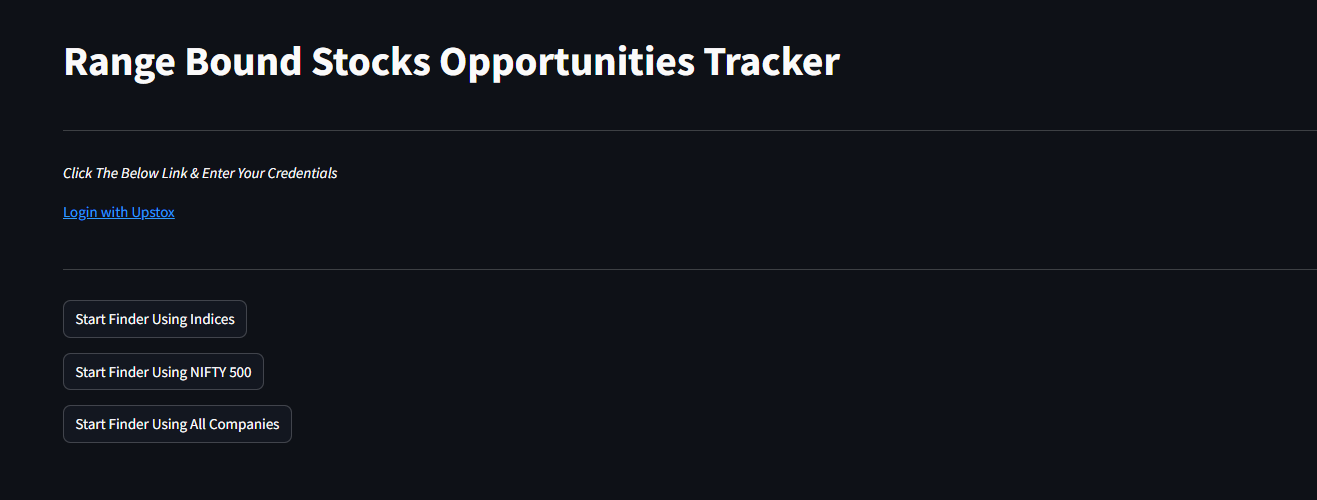 Range Bound Stocks Opportunities Tracker
Click The Below Link & Enter Your Credentials
Login with Upstox
Start Finder Using Indices
Start Finder Using NIFTY 500
Start Finder Using All Companies